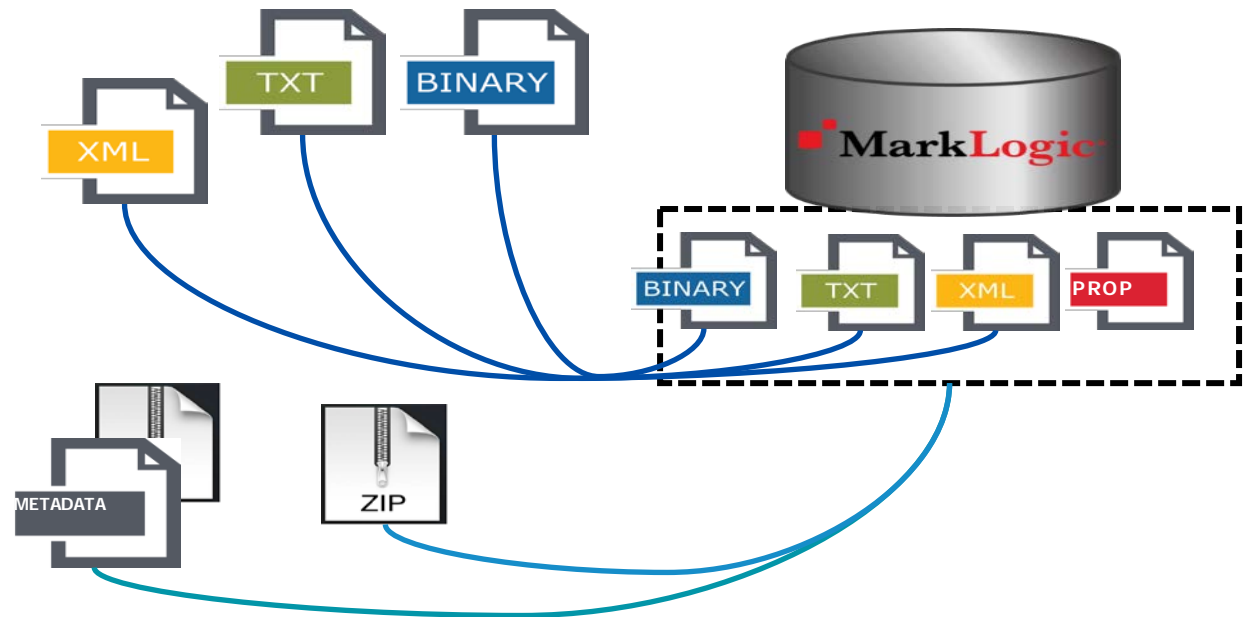 TXT
BINARY
XML
MarkLogic
BINARY
TXT
XML
PROP
METADATA
ZIP